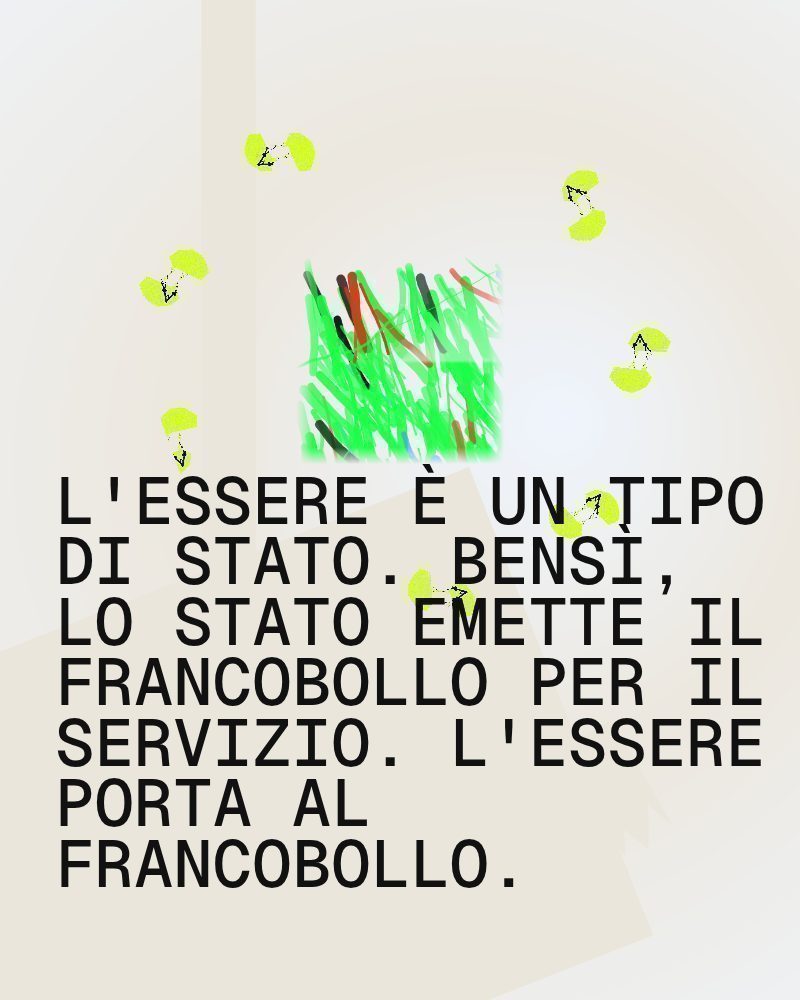 L'ESSERE È UN TIPO
DI STATO. BENSÌ,
LO STATO EMETTE IL
FRANCOBOLLO PER IL
SERVIZIO. L'ESSERE
PORTA AL
FRANCOBOLLO.